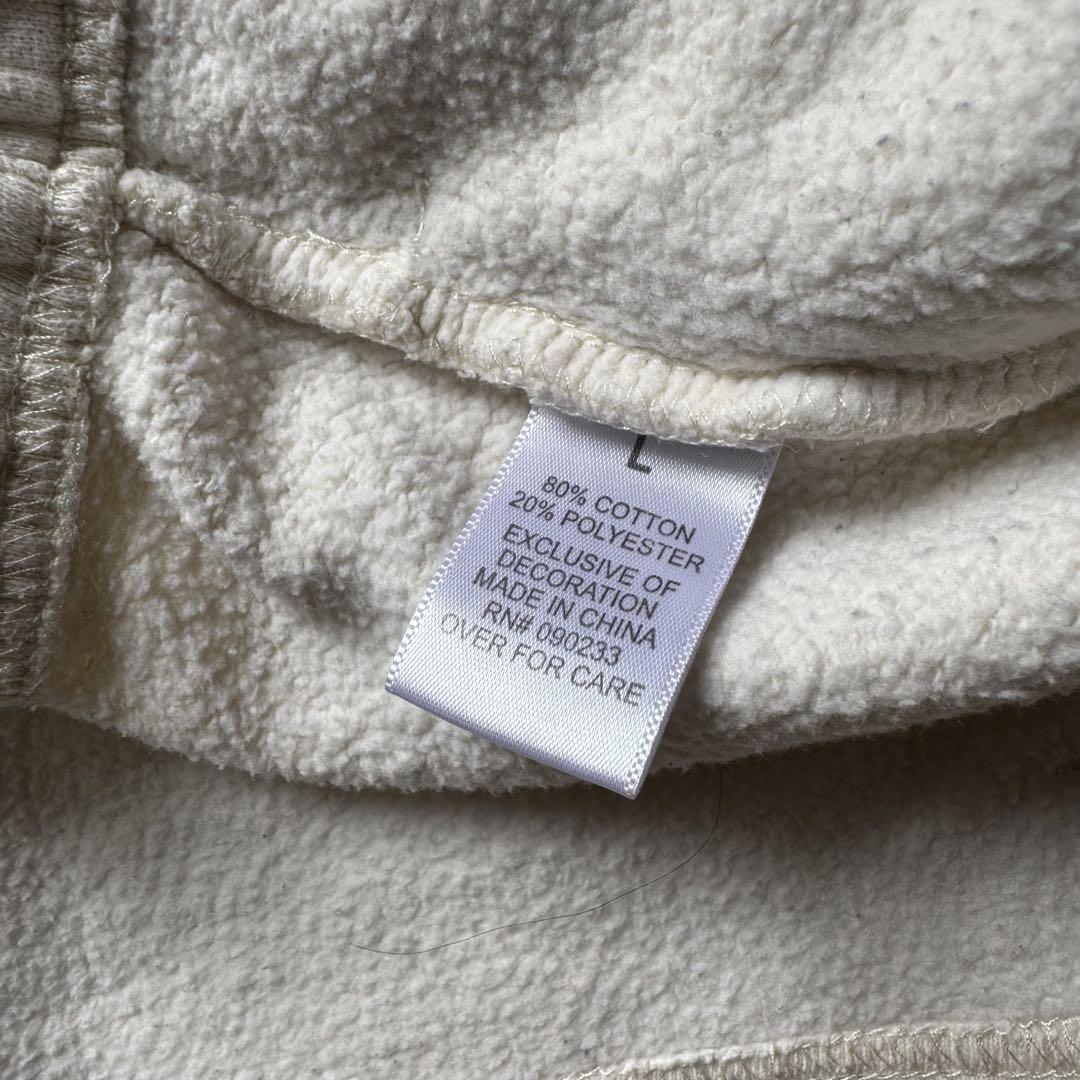 L
80% COTTON
20% POLYESTER
EXCLUSIVE OF
DECORATION
MADE IN CHINA
RN# 090233
OVER FOR CARE